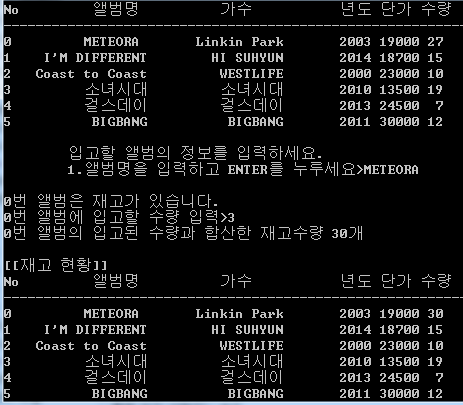 No 앨범명 가수 년도 단가 수량
0 METEORA Linkin Park 2003 19000 27
1 I'M DIFFERENT HI SUHYUN 2014 18700 15
2 Coast to Coast WESTLIFE 2000 23000 10
3 소녀시대 소녀시대 2010 13500 19
4 걸스데이 걸스데이 2013 24500 7
5 BIGBANG BIGBANG 2011 30000 12
입고할 앨범의 정보를 입력하세요.
1.앨범명을 입력하고 ENTER를 누루세요>METEORA
0번 앨범은 재고가 있습니다.
0번 앨범에 입고할 수량 입력>3
0번 앨범의 입고된 수량과 합산한 재고수량 30개
[[재고 현황]]
No 앨범명 가수 년도 단가 수량
0 METEORA Linkin Park 2003 19000 30
1 I'M DIFFERENT HI SUHYUN 2014 18700 15
2 Coast to Coast WESTLIFE 2000 23000 10
3 소녀시대 소녀시대 2010 13500 19
4 걸스데이 걸스데이 2013 24500 7
5 BIGBANG BIGBANG 2011 30000 12